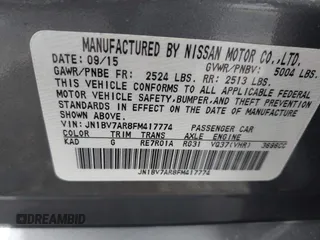 MANUFACTURED BY NISSAN MOTOR CO.,LTD.
DATE: 09/15 GVWR/PNBV: 5004 LBS.
GAWR/PNBE FR: 2524 LBS. RR: 2513 LBS.
THIS VEHICLE CONFORMS TO ALL APPLICABLE FEDERAL
MOTOR VEHICLE SAFETY, BUMPER, AND THEFT PREVENTION
STANDARDS IN EFFECT ON THE DATE OF MANUFACTURE
SHOWN ABOVE.
VIN: JN1BV7AR8FM417774 PASSENGER CAR
COLOR TRIM TRANS AXLE ENGINE
KAD G RE7R01A R031 VQ37(VHR) 3696CC
JN1BV7AR8FM417774
DREAMBID